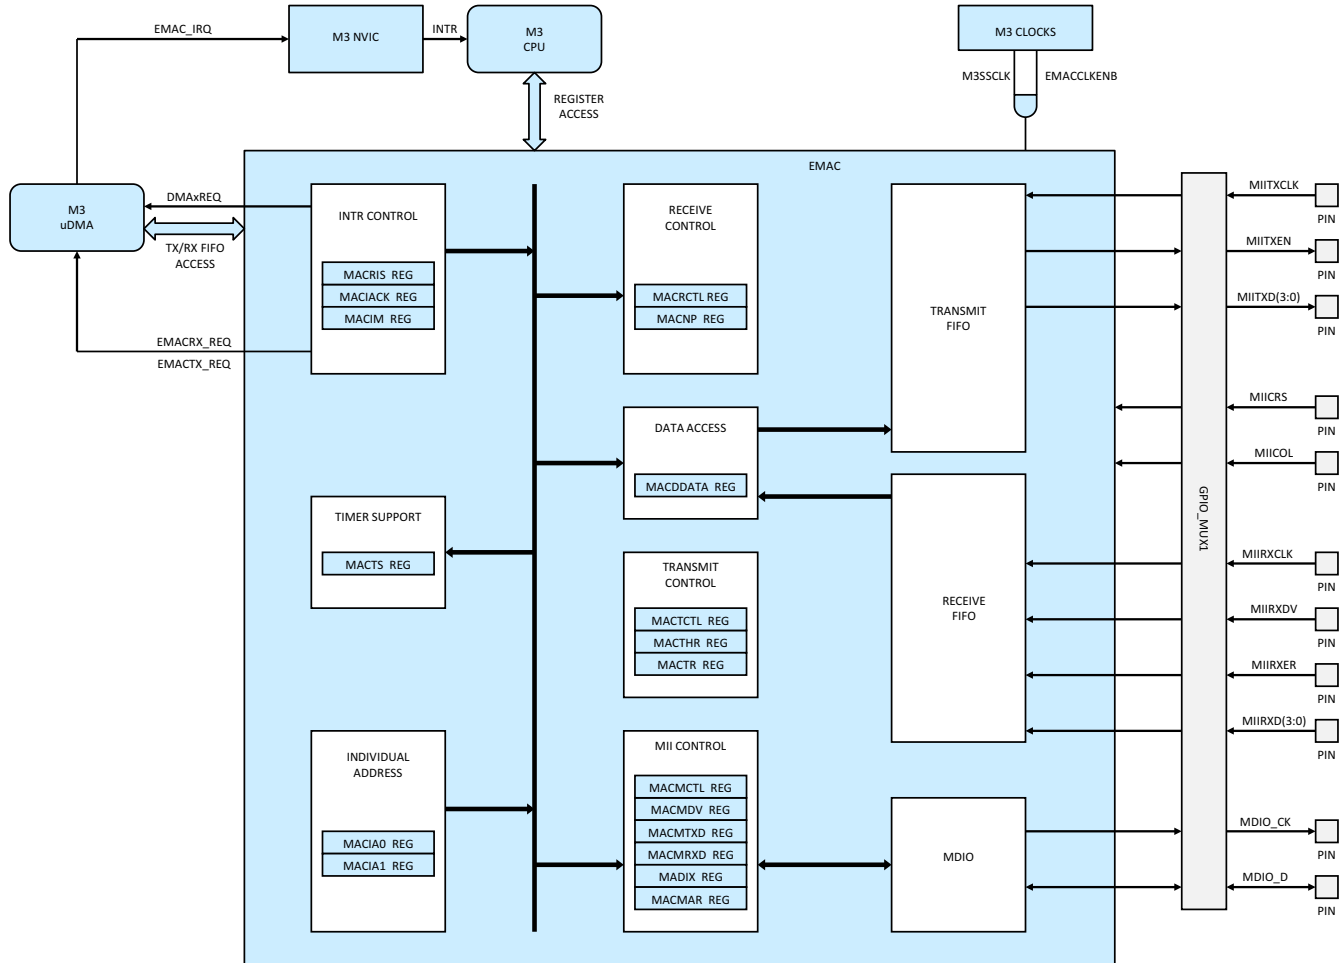 EMAC_IRQ
M3 NVIC
INTR
M3
CPU
M3 CLOCKS
M3SSCLK
EMACCLKENB
REGISTER
ACCESS
EMAC
M3
uDMA
DMAxREQ
TX/RX FIFO
ACCESS
EMACRX_REQ
EMACTX_REQ
INTR CONTROL
MACRIS REG
MACIACK REG
MACIM REG
TIMER SUPPORT
MACTS REG
INDIVIDUAL
ADDRESS
MACIA0 REG
MACIA1 REG
RECEIVE
CONTROL
MACRCTL REG
MACNP REG
DATA ACCESS
MACDDATA REG
TRANSMIT
CONTROL
MACTCTL REG
MACTHR REG
MACTR REG
MII CONTROL
MACMCTL REG
MACMDV REG
MACMTXD REG
MACMRXD REG
MADIX REG
MACMAR REG
TRANSMIT
FIFO
RECEIVE
FIFO
MDIO
GPIO_MUX1
MIITXCLK
PIN
MIITXEN
PIN
MIITXD(3:0)
PIN
MIICRS
PIN
MIICOL
PIN
MIIRXCLK
PIN
MIIRXDV
PIN
MIIRXER
PIN
MIIRXD(3:0)
PIN
MDIO_CK
PIN
MDIO_D
PIN